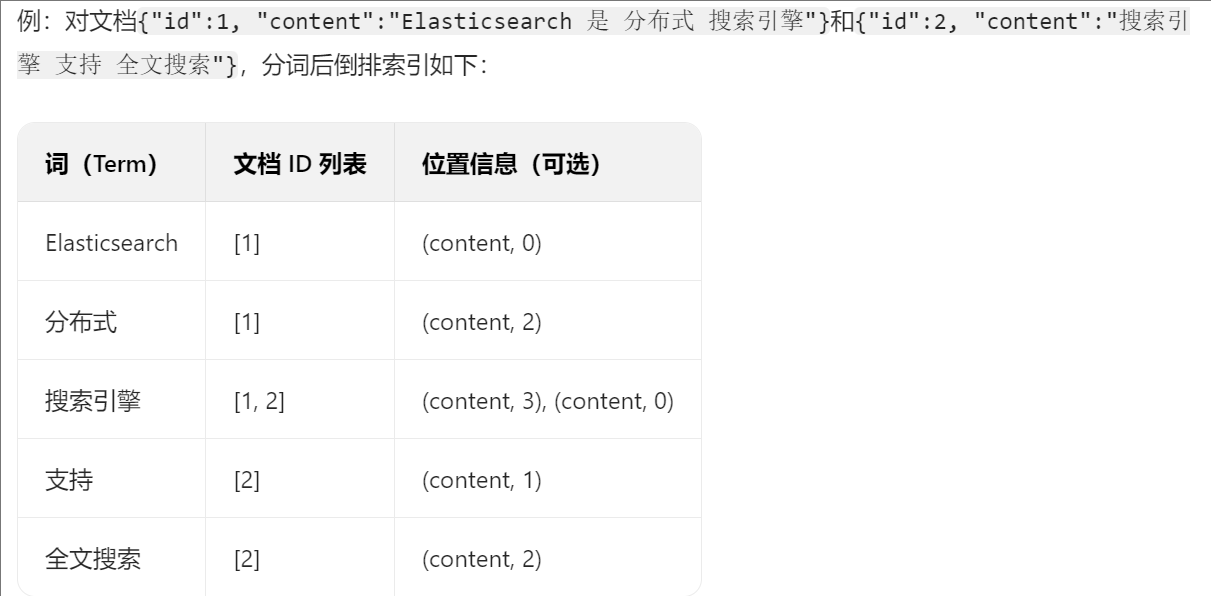 例：对文档{"id":1, "content":"Elasticsearch 是 分布式 搜索引擎"}和{"id":2, "content":"搜索引
擎 支持 全文搜索"}，分词后倒排索引如下：
词（Term） 文档 ID 列表 位置信息（可选）
Elasticsearch [1] (content, 0)
分布式 [1] (content, 2)
搜索引擎 [1, 2] (content, 3), (content, 0)
支持 [2] (content, 1)
全文搜索 [2] (content, 2)